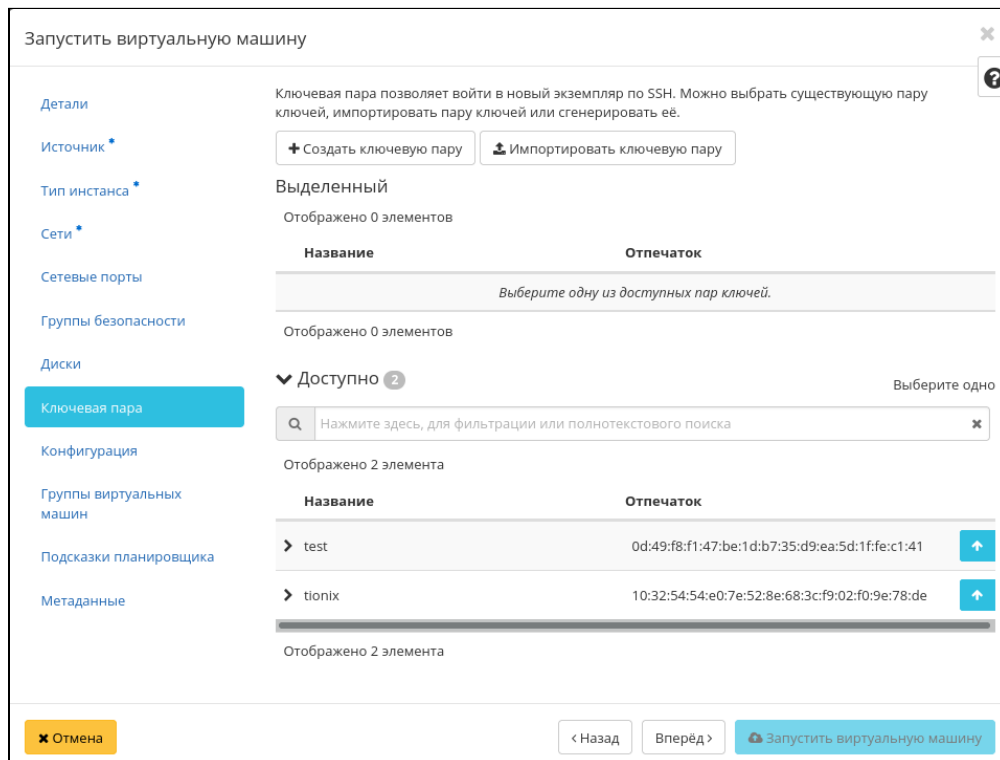 Запустить виртуальную машину
Детали
Источник *
Тип инстанса *
Сети *
Сетевые порты
Группы безопасности
Диски
Ключевая пара
Конфигурация
Группы виртуальных
машин
Подсказки планировщика
Метаданные
Ключевая пара позволяет войти в новый экземпляр по SSH. Можно выбрать существующую пару
ключей, импортировать пару ключей или сгенерировать её.
Создать ключевую пару Импортировать ключевую пару
Выделенный
Отображено 0 элементов
Название Отпечаток
Выберите одну из доступных пар ключей.
Отображено 0 элементов
Доступно 2 Выберите одно
Нажмите здесь, для фильтрации или полнотекстового поиска
Отображено 2 элемента
Название Отпечаток
test 0d:49:f8:f1:47:be:1d:b7:35:d9:ea:5d:1f:fe:c1:41
tionix 10:32:54:54:e0:7e:52:8e:68:3c:f9:02:f0:9e:78:de
Отображено 2 элемента
Отмена <Назад Вперёд> Запустить виртуальную машину